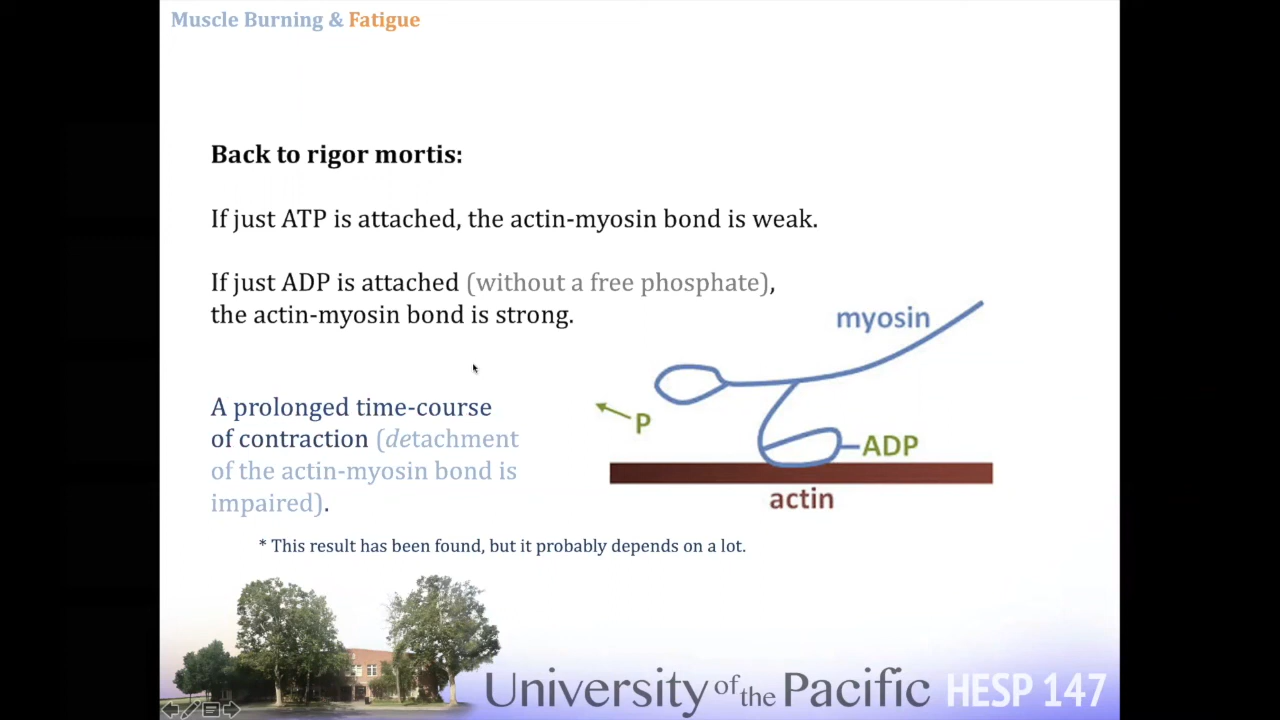 Muscle Burning & Fatigue
Back to rigor mortis:
If just ATP is attached, the actin-myosin bond is weak.
If just ADP is attached (without a free phosphate),
the actin-myosin bond is strong.
myosin
A prolonged time-course
of contraction (detachment
of the actin-myosin bond is
impaired).
P
ADP
actin
* This result has been found, but it probably depends on a lot.
University of the Pacific HESP 147